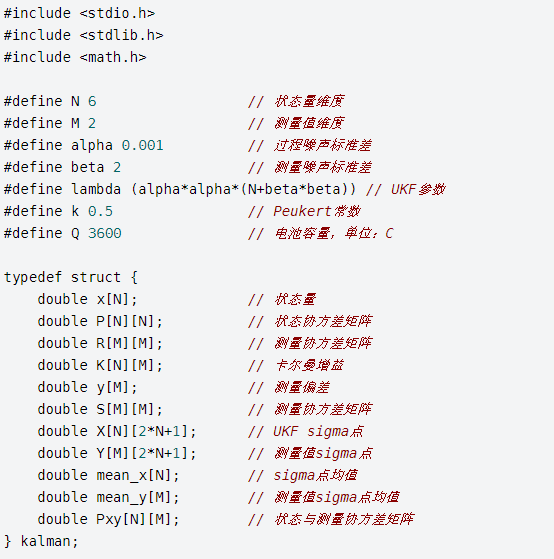 #include <stdio.h>
#include <stdlib.h>
#include <math.h>
#define N 6 // 状态量维度
#define M 2 // 测量值维度
#define alpha 0.001 // 过程噪声标准差
#define beta 2 // 测量噪声标准差
#define lambda (alpha*alpha*(N+beta*beta)) // UKF参数
#define k 0.5 // Peukert常数
#define Q 3600 // 电池容量，单位：C
typedef struct {
double x[N]; // 状态量
double P[N][N]; // 状态协方差矩阵
double R[M][M]; // 测量协方差矩阵
double K[N][M]; // 卡尔曼增益
double y[M]; // 测量偏差
double S[M][M]; // 测量协方差矩阵
double X[N][2*N+1]; // UKF sigma点
double Y[M][2*N+1]; // 测量值sigma点
double mean_x[N]; // sigma点均值
double mean_y[M]; // 测量值sigma点均值
double Pxy[N][M]; // 状态与测量协方差矩阵
} kalman;